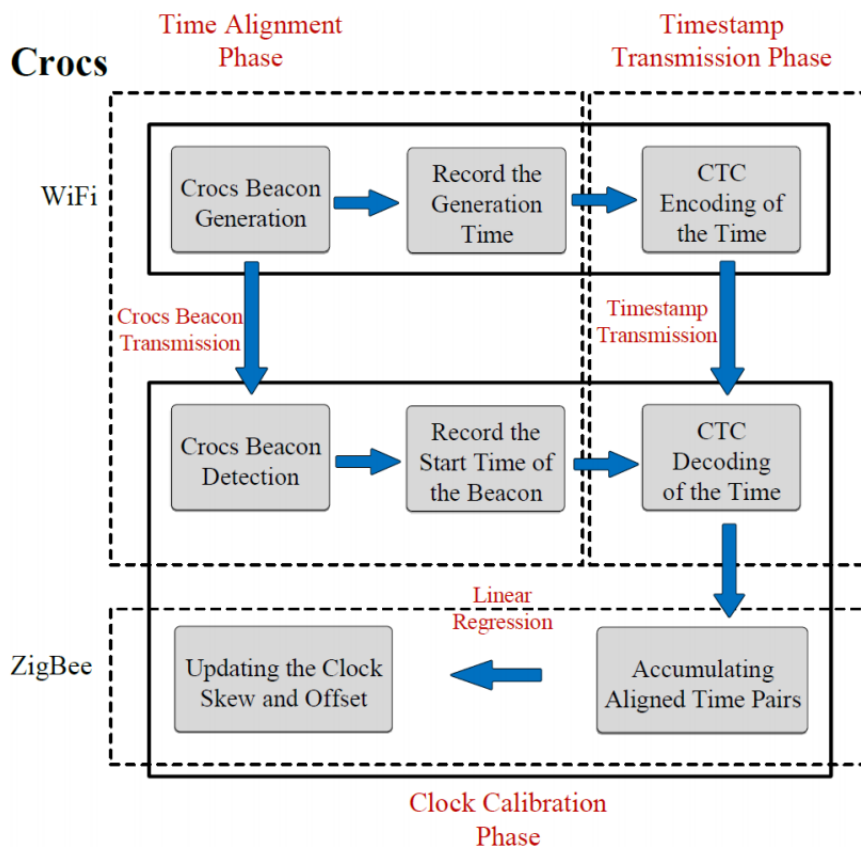 Time Alignment
Phase
Timestamp
Transmission Phase
Crocs
WiFi
Crocs Beacon
Generation
Record the
Generation
Time
CTC
Encoding of
the Time
Crocs Beacon
Transmission
Timestamp
Transmission
Crocs Beacon
Detection
Record the
Start Time of
the Beacon
CTC
Decoding
of the Time
Linear
Regression
ZigBee
Updating the Clock
Skew and Offset
Accumulating
Aligned Time Pairs
Clock Calibration
Phase